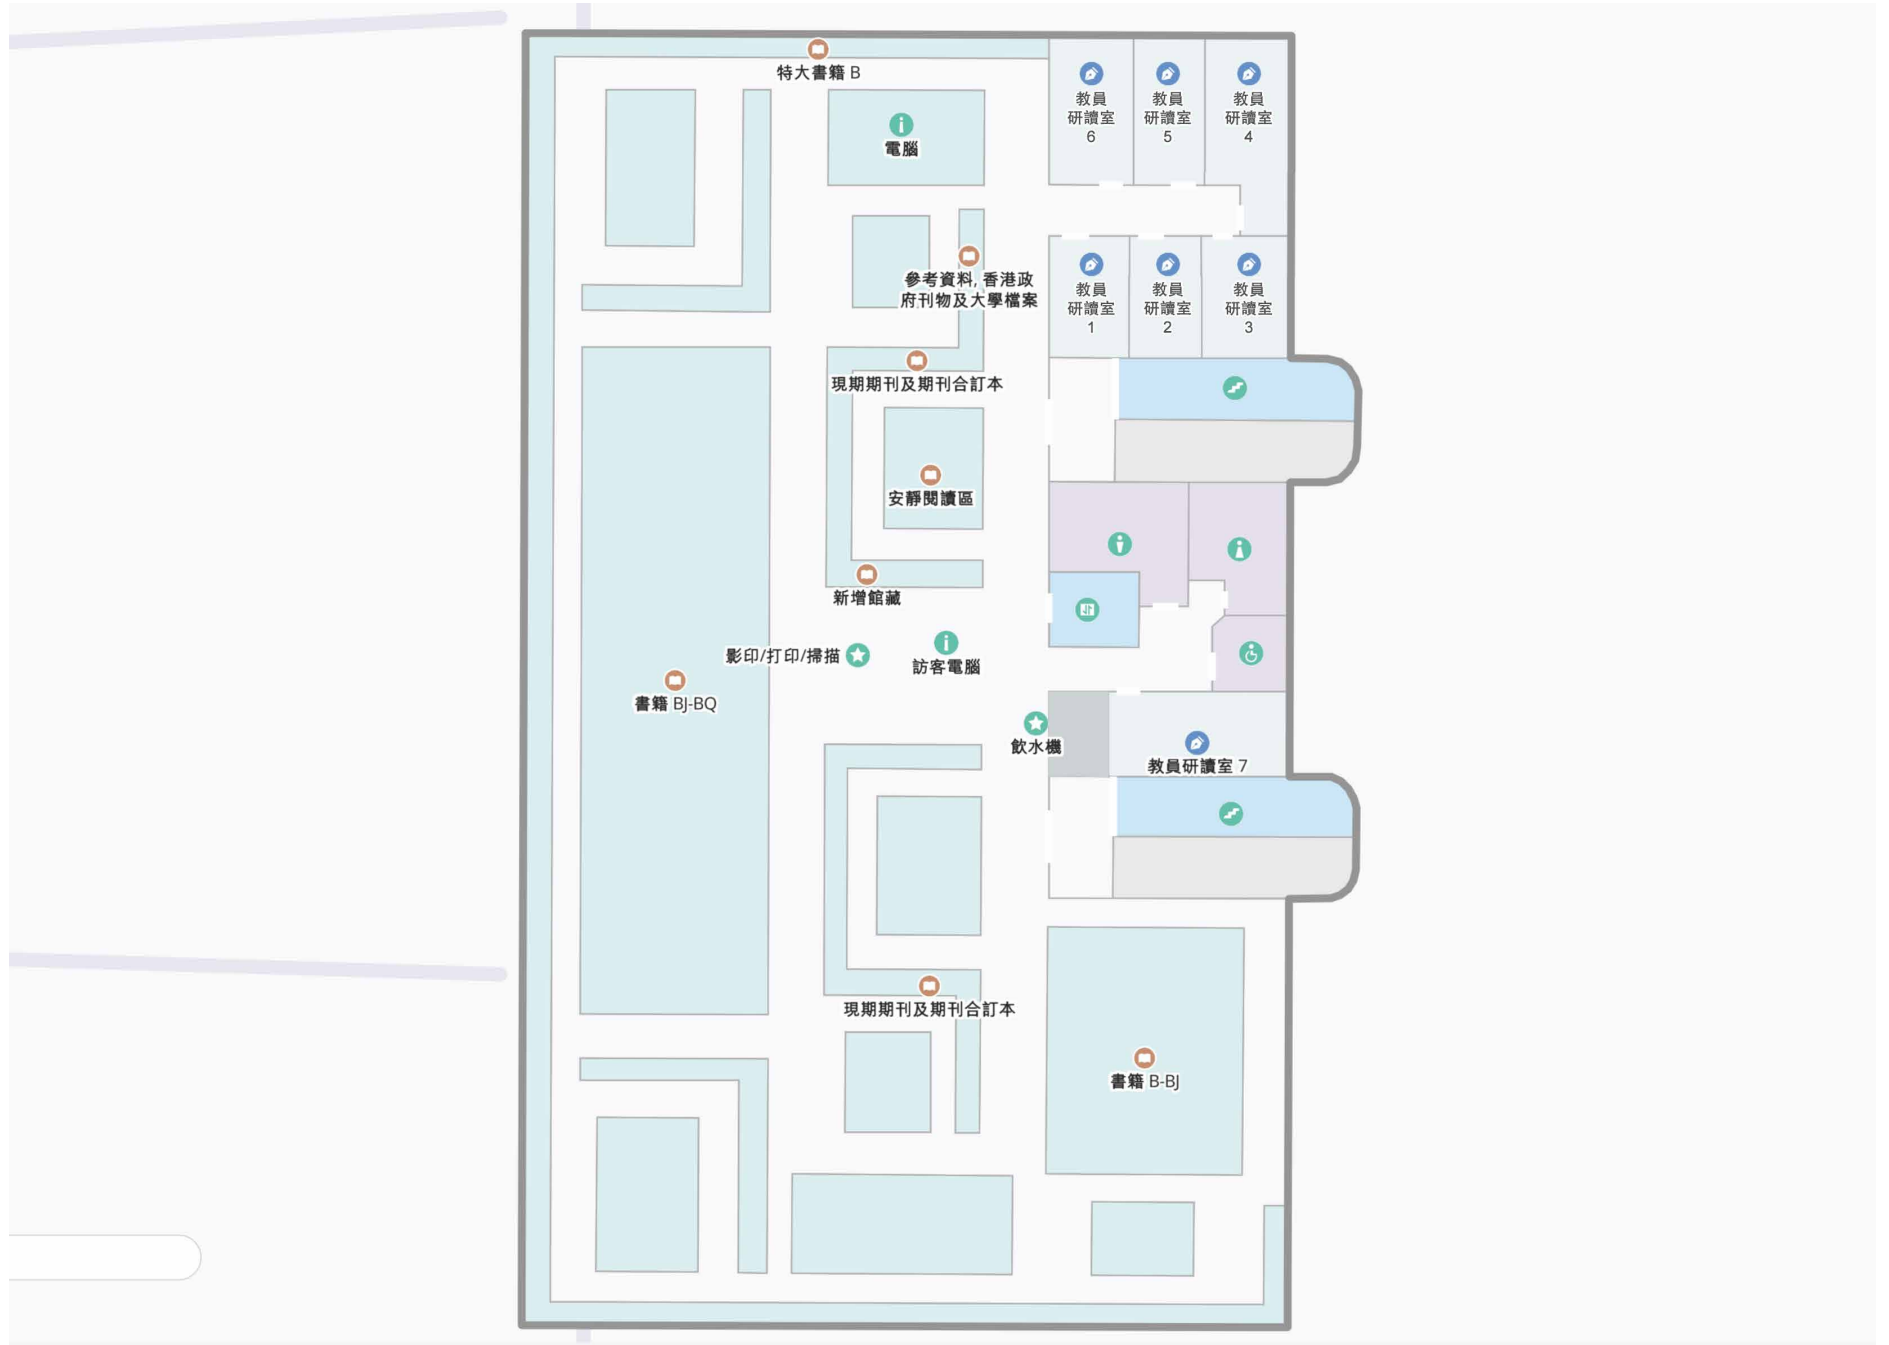 特大書籍 B
電腦
教員
研讀室
6
教員
研讀室
5
教員
研讀室
4
參考資料, 香港政
府刊物及大學檔案
教員
研讀室
1
教員
研讀室
2
教員
研讀室
3
現期期刊及期刊合訂本
安靜閱讀區
新增館藏
影印/打印/掃描
訪客電腦
書籍 BJ-BQ
飲水機
教員研讀室 7
現期期刊及期刊合訂本
書籍 B-BJ